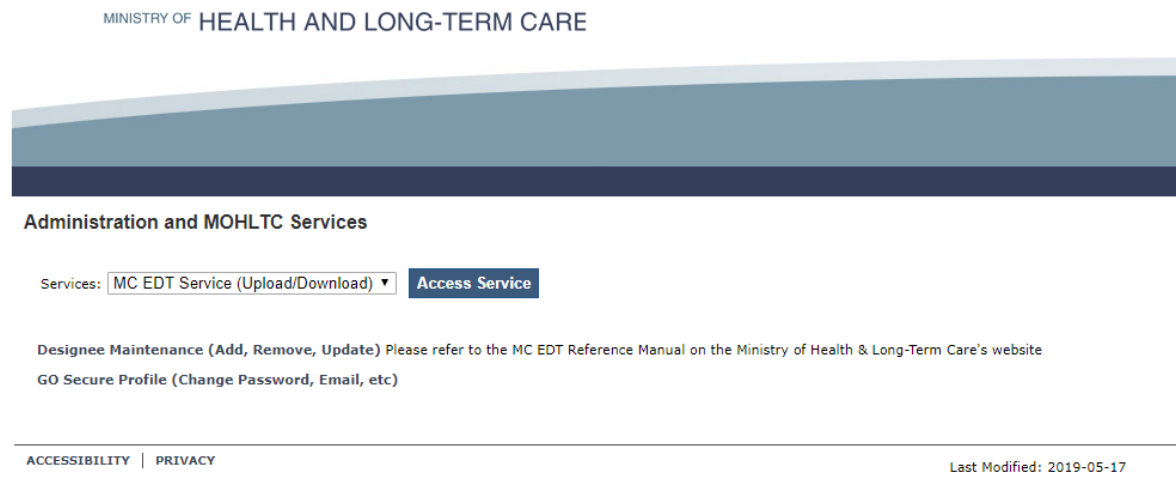 MINISTRY OF HEALTH AND LONG-TERM CARE
Administration and MOHLTC Services
Services: MC EDT Service (Upload/Download) Access Service
Designee Maintenance (Add, Remove, Update) Please refer to the MC EDT Reference Manual on the Ministry of Health & Long-Term Care's website
GO Secure Profile (Change Password, Email, etc)
ACCESSIBILITY | PRIVACY
Last Modified: 2019-05-17